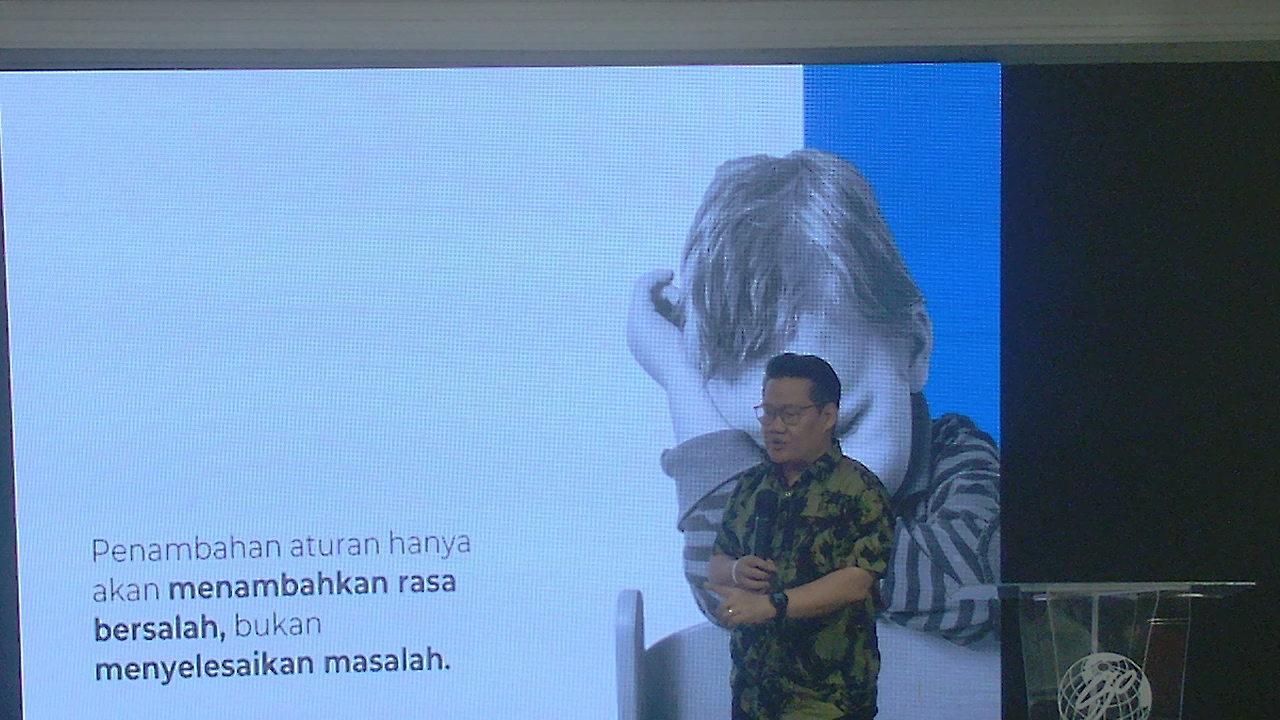 Penambahan aturan hanya
akan menambahkan rasa
bersalah, bukan
menyelesaikan masalah.